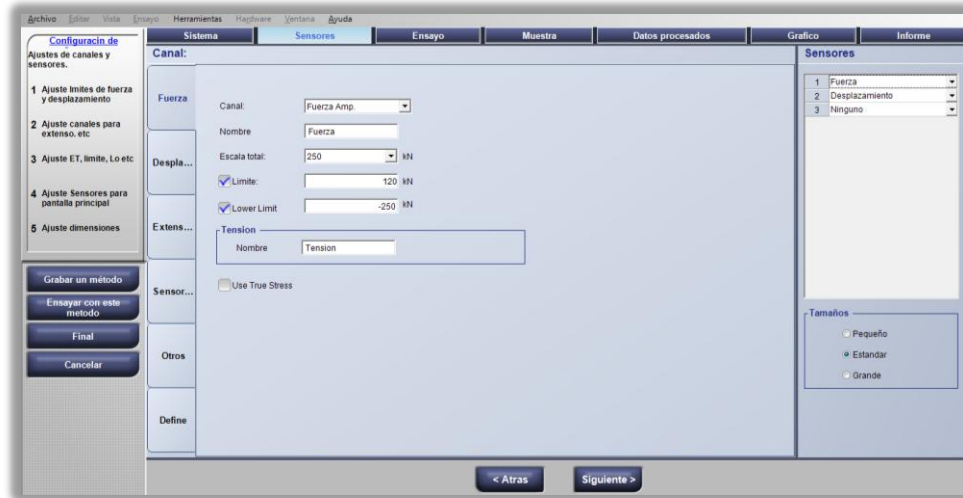 Archivo Editar Vista Ensayo Herramientas Hardware Ventana Ayuda
Configuracin de
Ajustes de canales y
sensores.
1 Ajuste lmites de fuerza
y desplazamiento
2 Ajuste canales para
extenso. etc
3 Ajuste ET, limite, Lo etc
4 Ajuste Sensores para
pantalla principal
5 Ajuste dimensiones
Grabar un método
Ensayar con este
metodo
Final
Cancelar
Sistema Sensores Ensayo Muestra Datos procesados Grafico Informe
Canal:
Fuerza
Despla...
Extens...
Sensor...
Otros
Define
Canal: Fuerza Amp.
Nombre Fuerza
Escala total: 250 kN
Limite: 120 kN
Lower Limit -250 kN
Tension
Nombre Tension
Use True Stress
Sensores
1 Fuerza
2 Desplazamiento
3 Ninguno
Tamaños
Pequeño
Estandar
Grande
< Atras Siguiente >